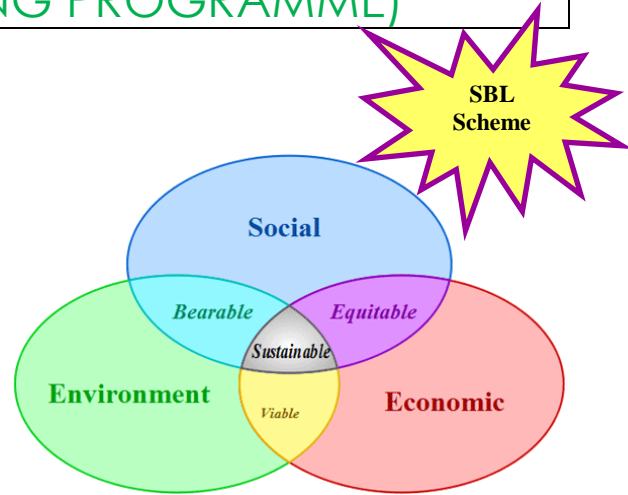 NG PROGRAMME)
SBL
Scheme
Social
Bearable
Equitable
Sustainable
Environment
Economic
Viable